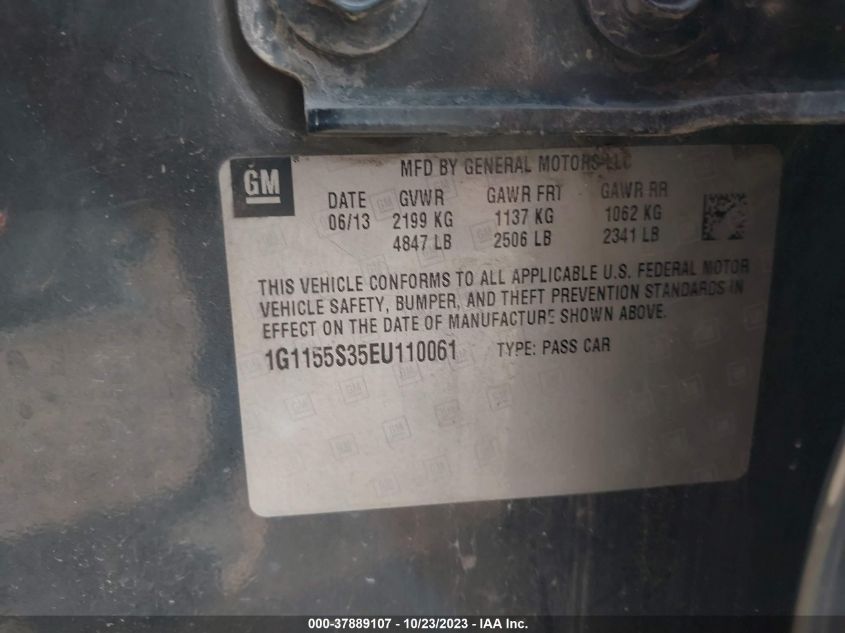 GM
MFD BY GENERAL MOTORS LLC
DATE GVWR GAWR FRT GAWR RR
06/13 2199 KG 1137 KG 1062 KG
4847 LB 2506 LB 2341 LB
THIS VEHICLE CONFORMS TO ALL APPLICABLE U.S. FEDERAL MOTOR
VEHICLE SAFETY, BUMPER, AND THEFT PREVENTION STANDARDS IN
EFFECT ON THE DATE OF MANUFACTURE SHOWN ABOVE.
1G1155S35EU110061 TYPE: PASS CAR
000-37889107 - 10/23/2023 - IAA Inc.